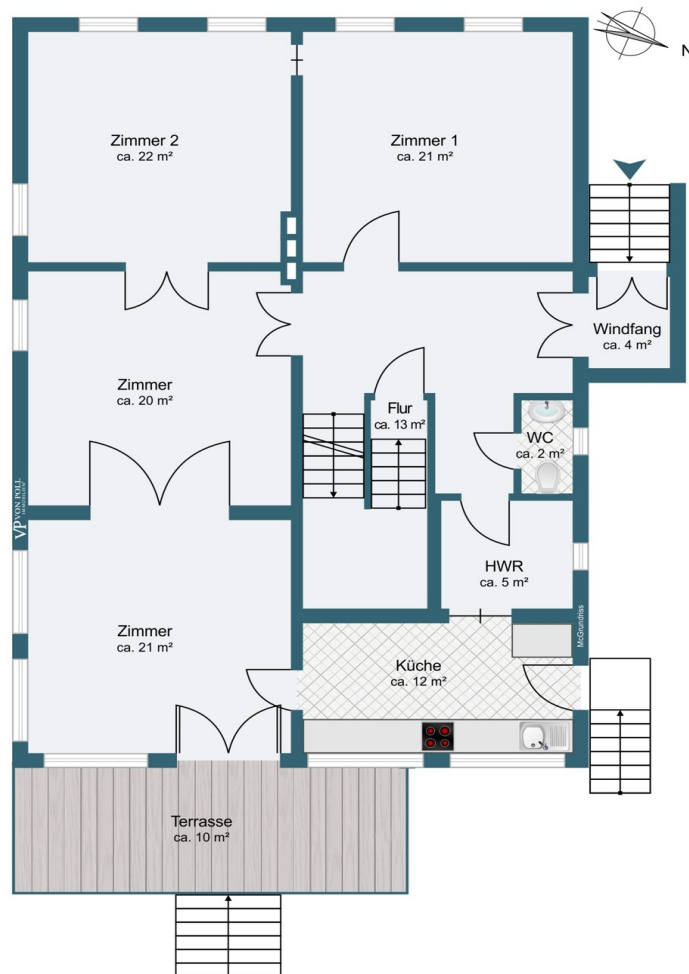 N
Zimmer 2
ca. 22 m²
Zimmer 1
ca. 21 m²
Windfang
ca. 4 m²
Zimmer
ca. 20 m²
Flur
ca. 13 m²
WC
ca. 2 m²
VP VON POLL
IMMOBILIEN
HWR
ca. 5 m²
McGrundriss
Zimmer
ca. 21 m²
Küche
ca. 12 m²
Terrasse
ca. 10 m²